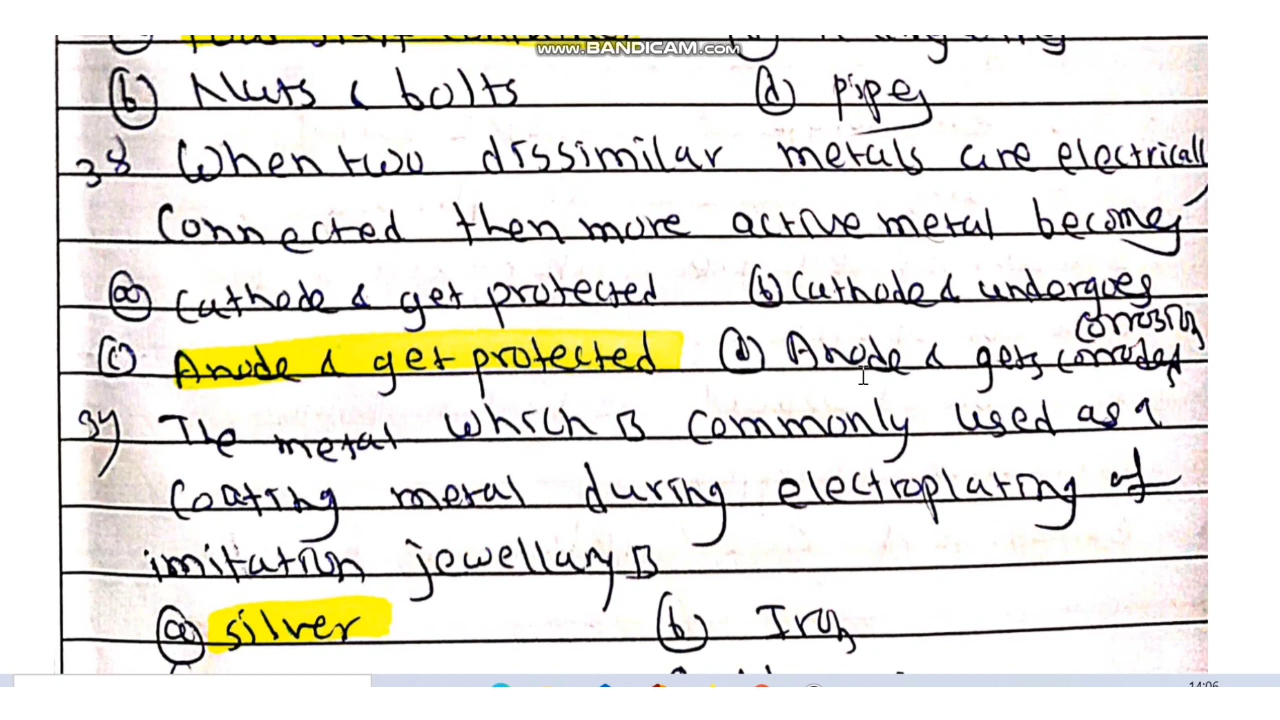 WWW.BANDICAM.COM
(b) Nuts & bolts (d) pipes
38 When two dissimilar metals are electrically
Connected then more active metal becomes
(a) Cathode & get protected (b) Cathode & undergoes
corrosion
(c) Anode & get protected (d) Anode & gets corroded
39) The metal which is commonly used as a
coating metal during electroplating of
imitation jewellary is
(a) silver (b) Iron
14:06